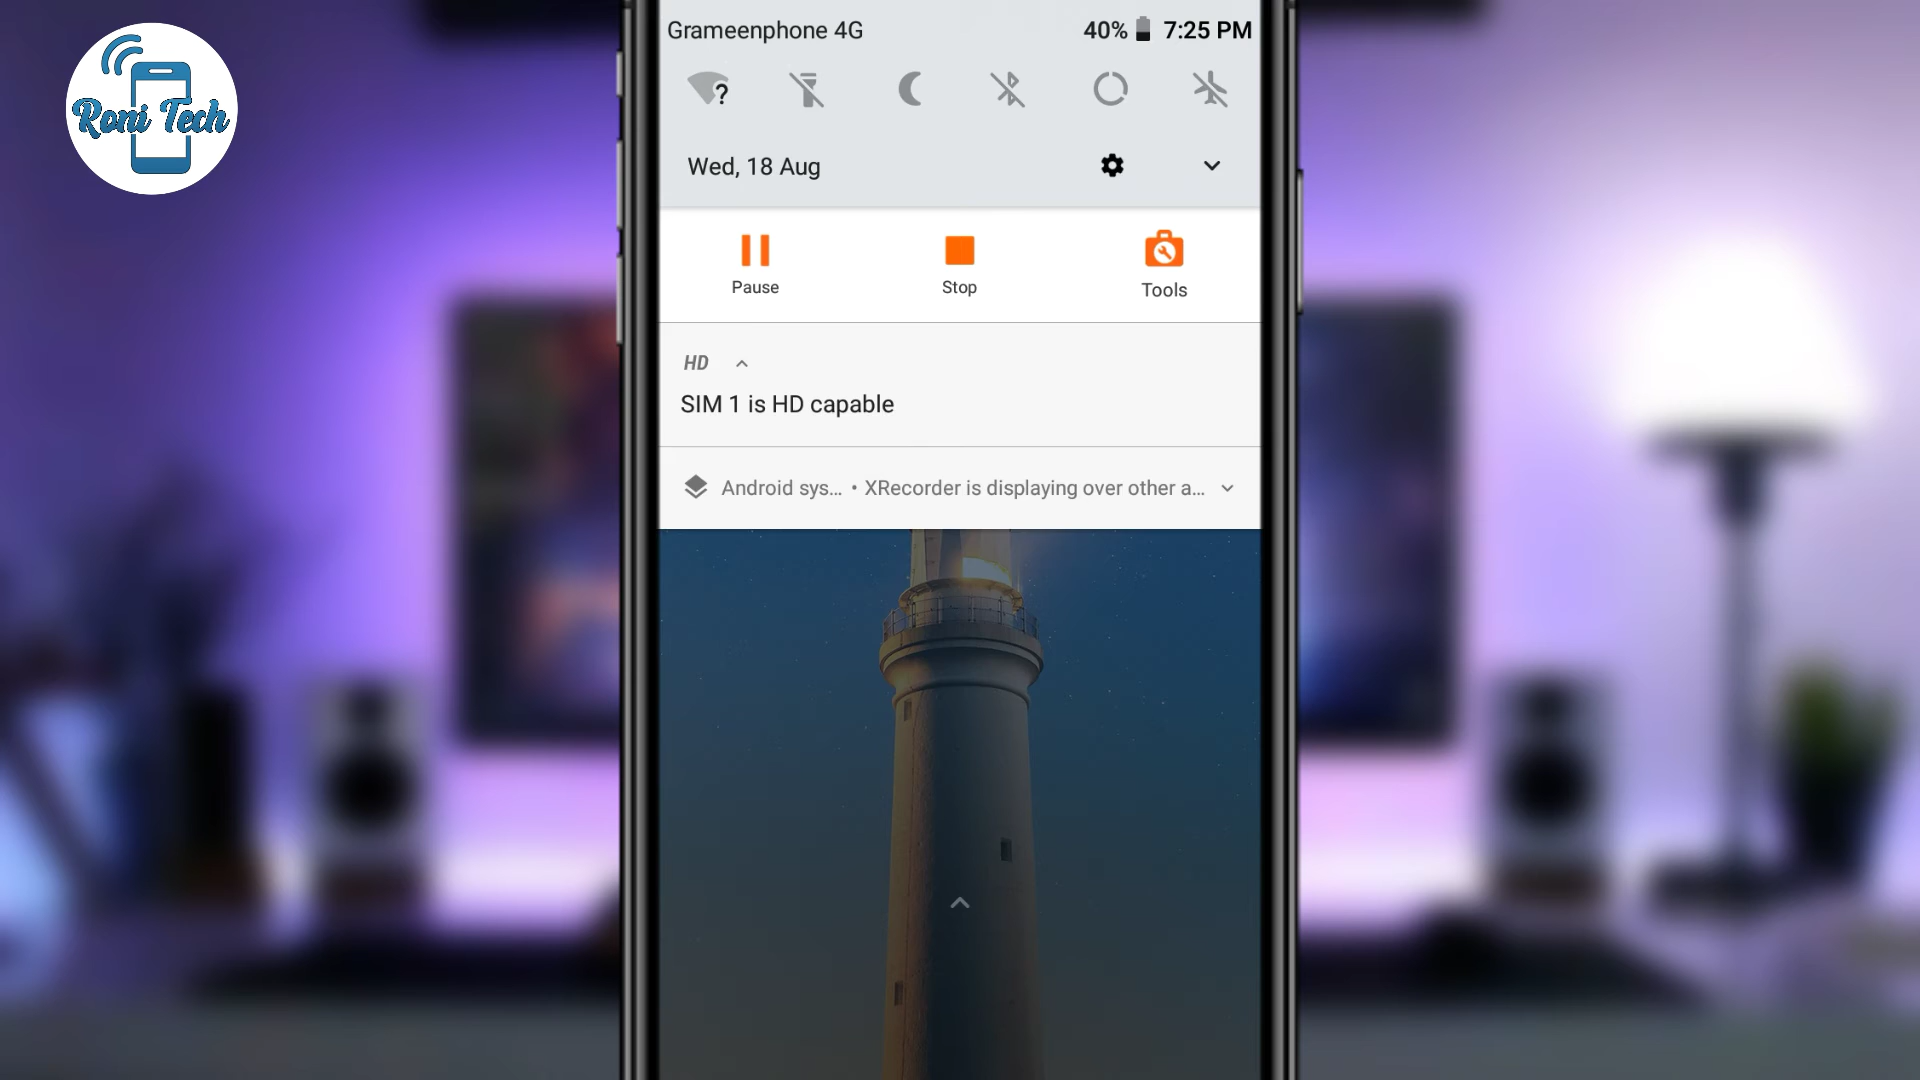 Roni Tech
Grameenphone 4G
40%
7:25 PM
?
Wed, 18 Aug
Pause
Stop
Tools
HD
SIM 1 is HD capable
Android sys... • XRecorder is displaying over other a...